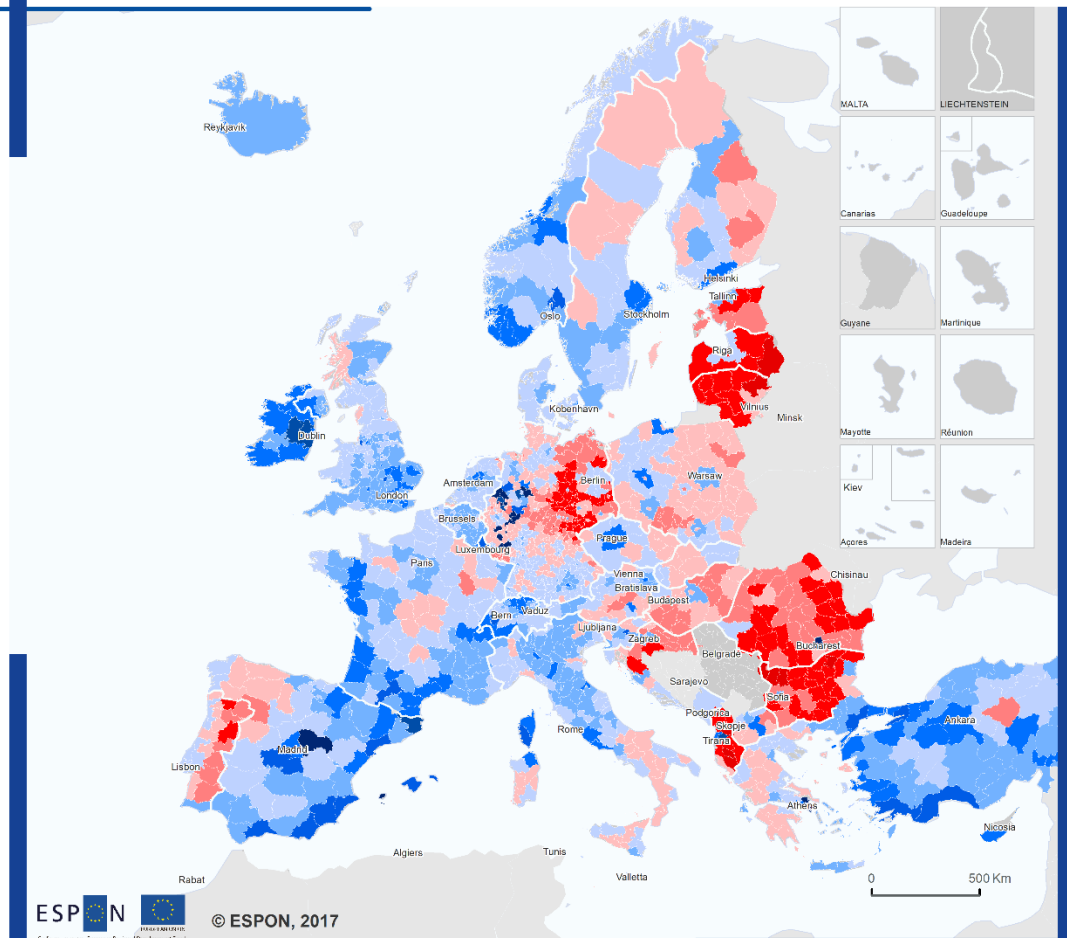 MALTA
LIECHTENSTEIN
Reykjavik
Canarias
Guadeloupe
Helsinki
Tallinn
Oslo
Stockholm
Guyane
Martinique
Riga
Vilnius
Minsk
Kobenhavn
Dublin
Mayotte
Réunion
Amsterdam
Berlin
Warsaw
London
Kiev
Brussels
Prague
Luxembourg
Açores
Madeira
Paris
Vienna
Bratislava
Chisinau
Budapest
Bern
Vaduz
Ljubljana
Zagreb
Belgrade
Bucharest
Sarajevo
Sofia
Podgorica
Skopje
Ankara
Rome
Tirana
Madrid
Lisbon
Athens
Nicosia
Algiers
Tunis
Rabat
Valletta
0
500 Km
ESPON
© ESPON, 2017